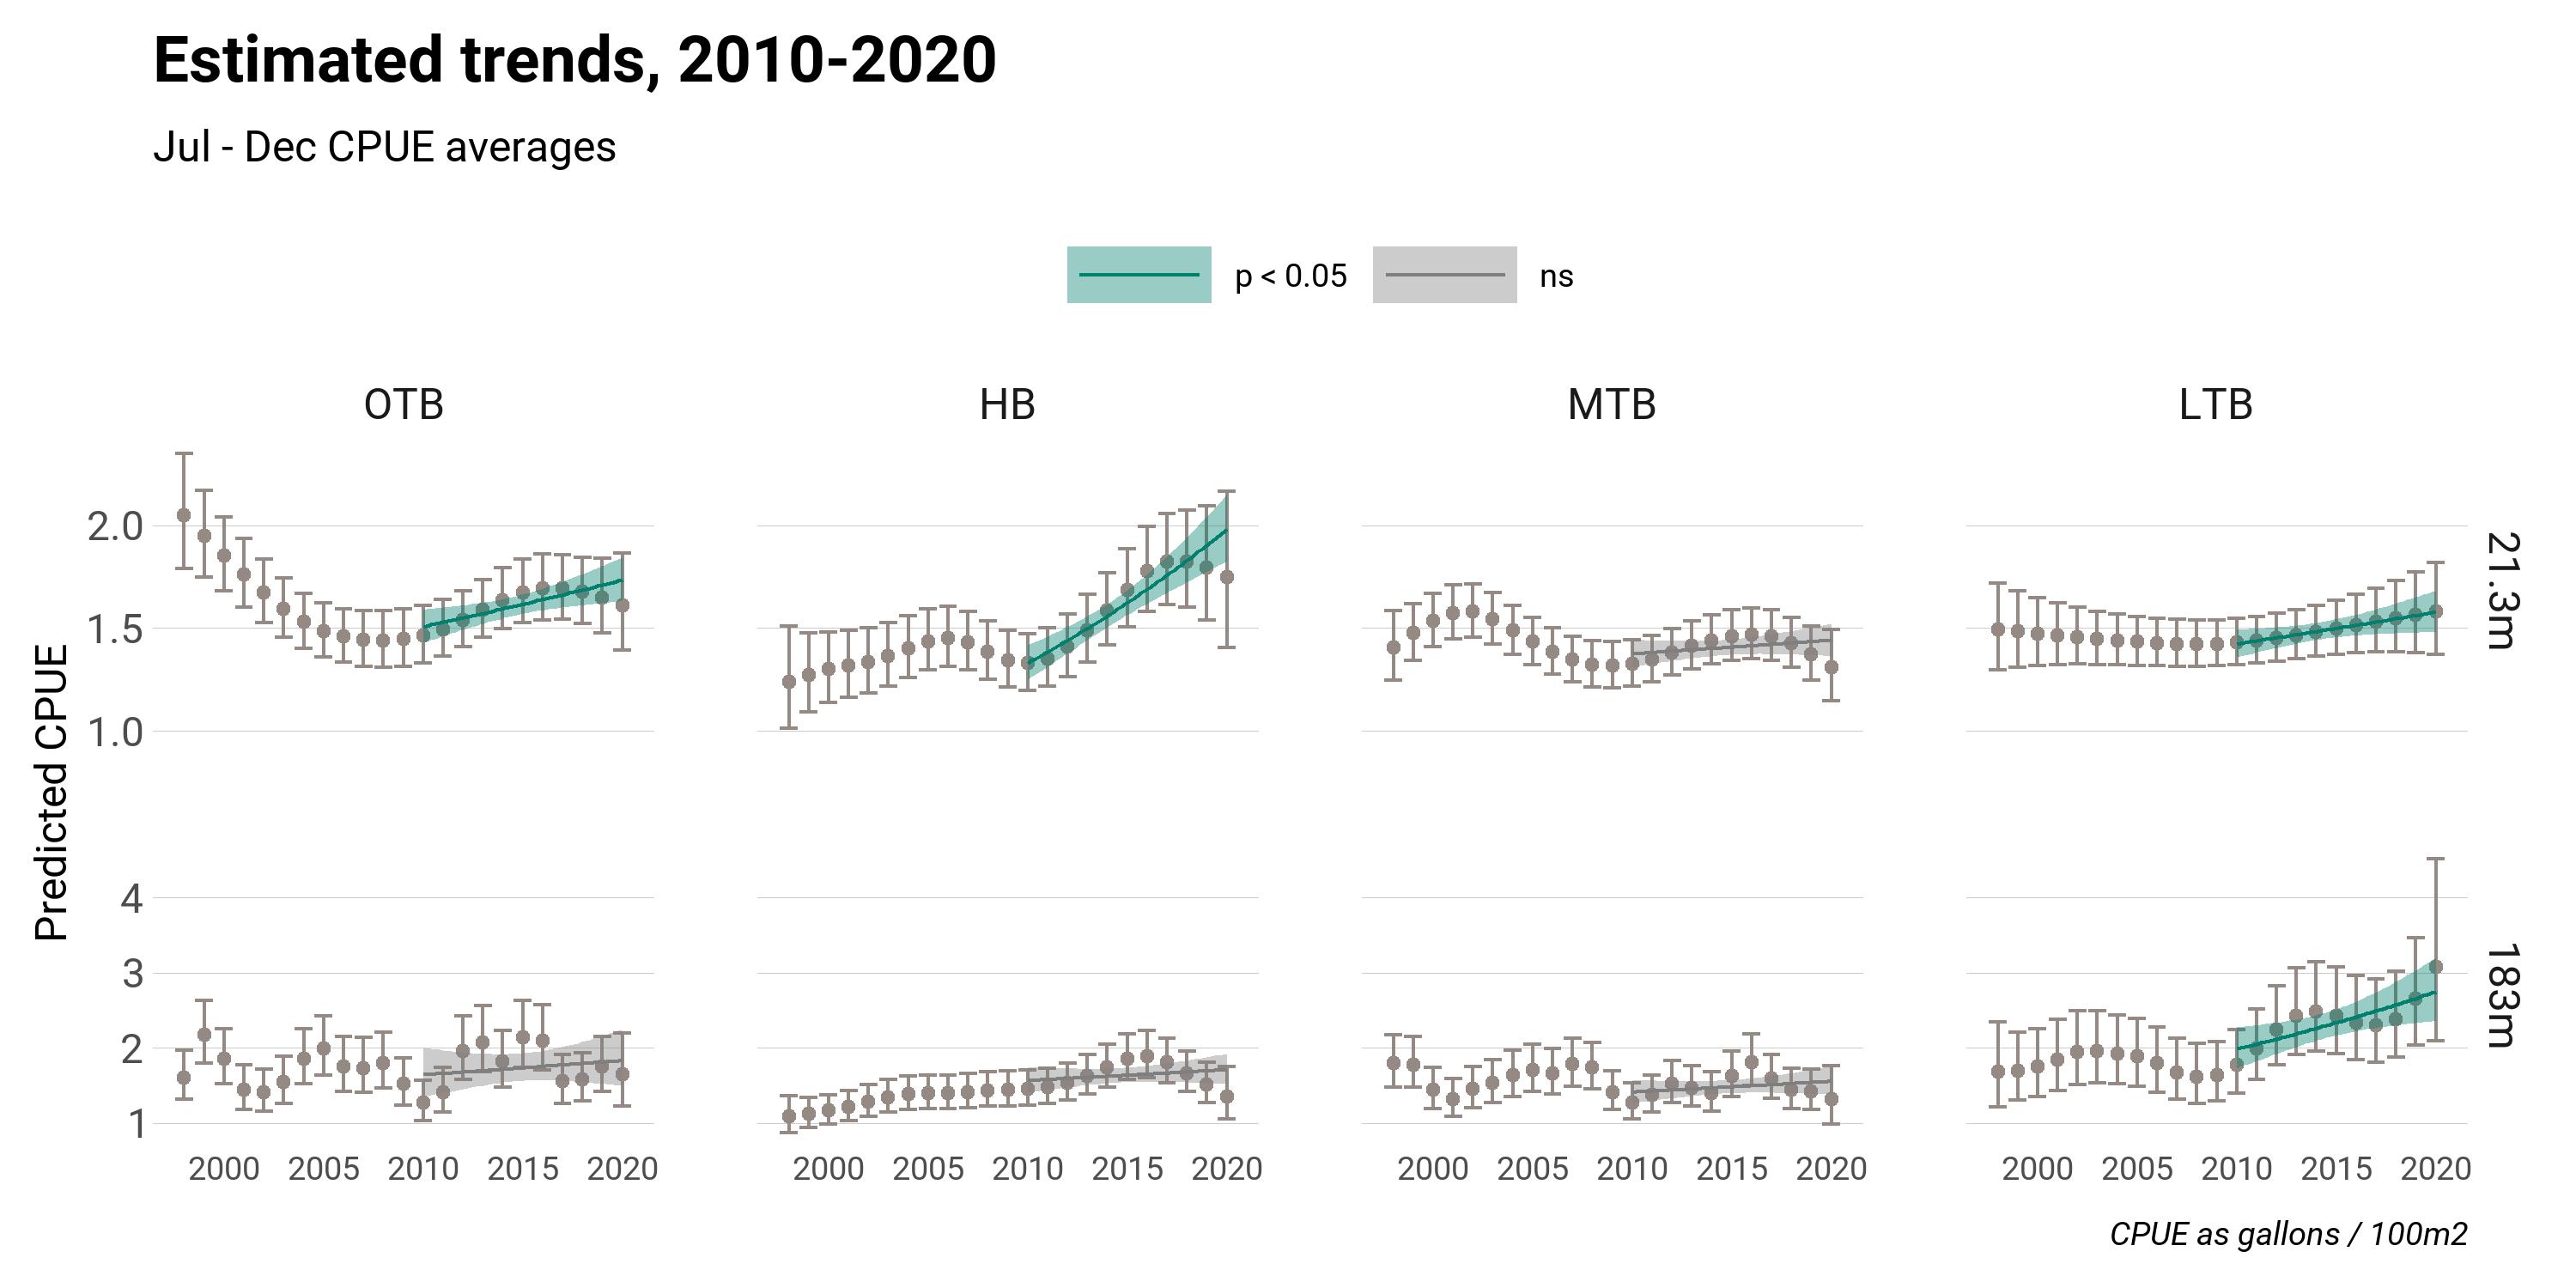 Estimated trends, 2010-2020
Jul - Dec CPUE averages
p < 0.05
ns
OTB
HB
MTB
LTB
Predicted CPUE
2.0
1.5
1.0
21.3m
4
3
2
1
183m
2000 2005 2010 2015 2020
2000 2005 2010 2015 2020
2000 2005 2010 2015 2020
2000 2005 2010 2015 2020
CPUE as gallons / 100m2